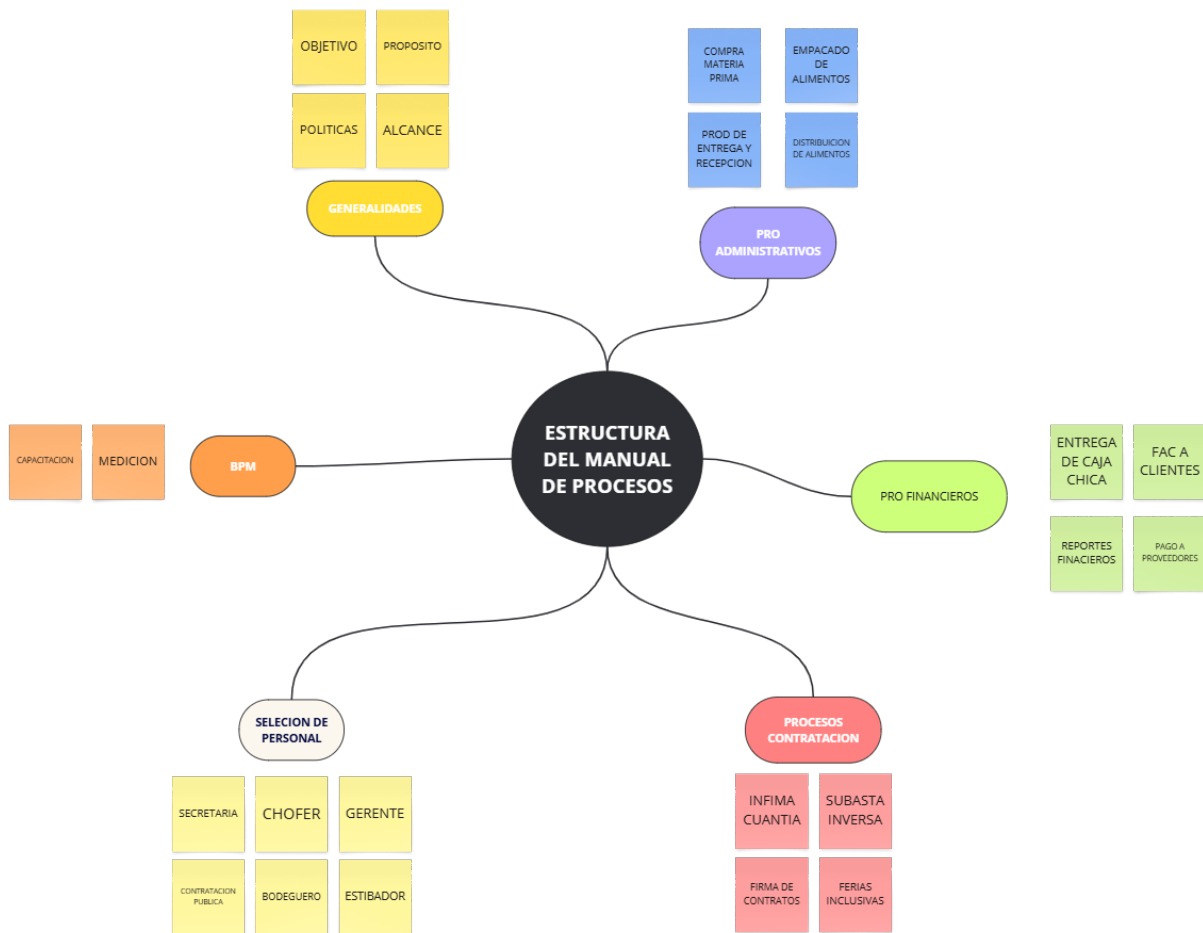 OBJETIVO
PROPOSITO
POLITICAS
ALCANCE
GENERALIDADES
COMPRA
MATERIA
PRIMA
EMPACADO
DE
ALIMENTOS
PROD DE
ENTREGA Y
RECEPCION
DISTRIBUICION
DE ALIMENTOS
PRO
ADMINISTRATIVOS
ESTRUCTURA
DEL MANUAL
DE PROCESOS
CAPACITACION
MEDICION
BPM
PRO FINANCIEROS
ENTREGA
DE CAJA
CHICA
FAC A
CLIENTES
REPORTES
FINACIEROS
PAGO A
PROVEEDORES
SELECION DE
PERSONAL
SECRETARIA
CHOFER
GERENTE
CONTRATACION
PUBLICA
BODEGUERO
ESTIBADOR
PROCESOS
CONTRATACION
INFIMA
CUANTIA
SUBASTA
INVERSA
FIRMA DE
CONTRATOS
FERIAS
INCLUSIVAS